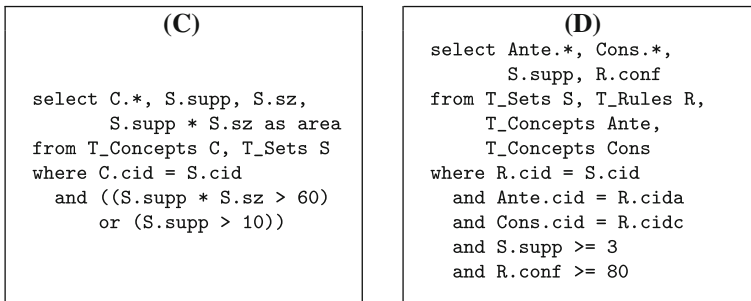 (C)
select C.*, S.supp, S.sz,
S.supp * S.sz as area
from T_Concepts C, T_Sets S
where C.cid = S.cid
and ((S.supp * S.sz > 60)
or (S.supp > 10))
(D)
select Ante.*, Cons.*,
S.supp, R.conf
from T_Sets S, T_Rules R,
T_Concepts Ante,
T_Concepts Cons
where R.cid = S.cid
and Ante.cid = R.cida
and Cons.cid = R.cidc
and S.supp >= 3
and R.conf >= 80